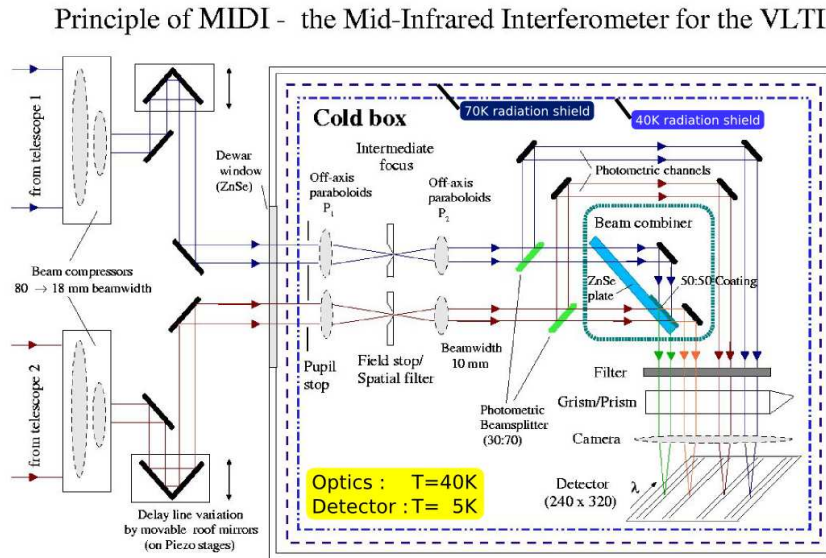 Principle of MIDI - the Mid-Infrared Interferometer for the VLTI
from telescope 1
Beam compressors
80 → 18 mm beamwidth
from telescope 2
Delay line variation
by movable roof mirrors
(on Piezo stages)
Dewar
window
(ZnSe)
Cold box
70K radiation shield
40K radiation shield
Intermediate
focus
Off-axis
paraboloids
P1
Off-axis
paraboloids
P2
Photometric channels
Beam combiner
ZnSe
plate
50:50 Coating
Pupil
stop
Field stop/
Spatial filter
Beamwidth
10 mm
Photometric
Beamsplitter
(30:70)
Filter
Grism/Prism
Camera
Detector
(240 x 320)
λ
Optics : T=40K
Detector : T= 5K